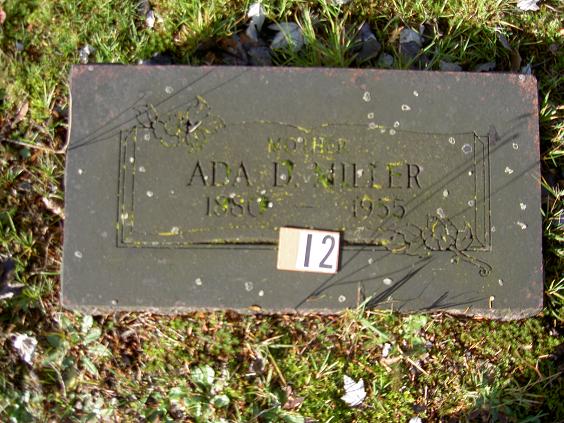 MOTHER
ADA D. MILLER
1880 — 1955
12